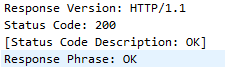 Response Version: HTTP/1.1
Status Code: 200
[Status Code Description: OK]
Response Phrase: OK